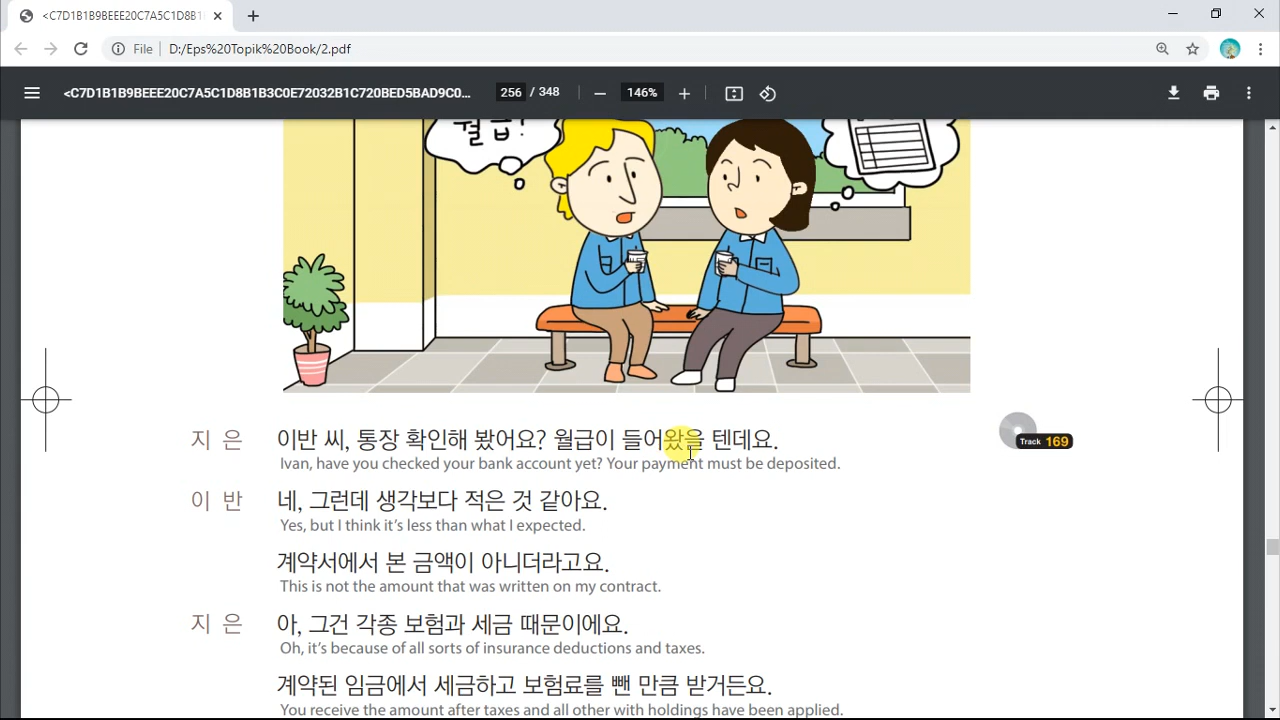 <C7D1B1B9BEEE20C7A5C1D8B1B
File D:/Eps%20Topik%20Book/2.pdf
<C7D1B1B9BEEE20C7A5C1D8B1B3C0E72032B1C720BED5BAD9C0... 256 / 348 146%
월급!
지 은 이반 씨, 통장 확인해 봤어요? 월급이 들어왔을 텐데요. Track 169
Ivan, have you checked your bank account yet? Your payment must be deposited.
이 반 네, 그런데 생각보다 적은 것 같아요.
Yes, but I think it's less than what I expected.
계약서에서 본 금액이 아니더라고요.
This is not the amount that was written on my contract.
지 은 아, 그건 각종 보험과 세금 때문이에요.
Oh, it's because of all sorts of insurance deductions and taxes.
계약된 임금에서 세금하고 보험료를 뺀 만큼 받거든요.
You receive the amount after taxes and all other with holdings have been applied.